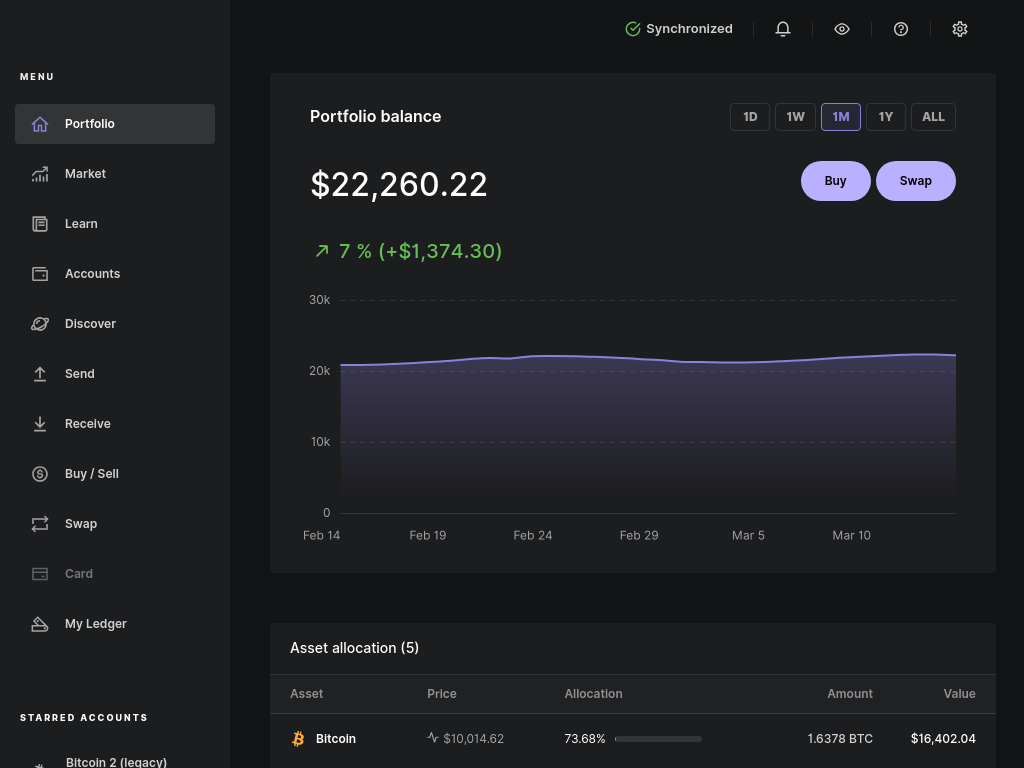 Synchronized
MENU
Portfolio
Market
Learn
Accounts
Discover
Send
Receive
Buy / Sell
Swap
Card
My Ledger
STARRED ACCOUNTS
Bitcoin 2 (legacy)
Portfolio balance
1D 1W 1M 1Y ALL
$22,260.22
Buy Swap
7 % (+$1,374.30)
30k
20k
10k
0
Feb 14 Feb 19 Feb 24 Feb 29 Mar 5 Mar 10
Asset allocation (5)
Asset Price Allocation Amount Value
Bitcoin $10,014.62 73.68% 1.6378 BTC $16,402.04